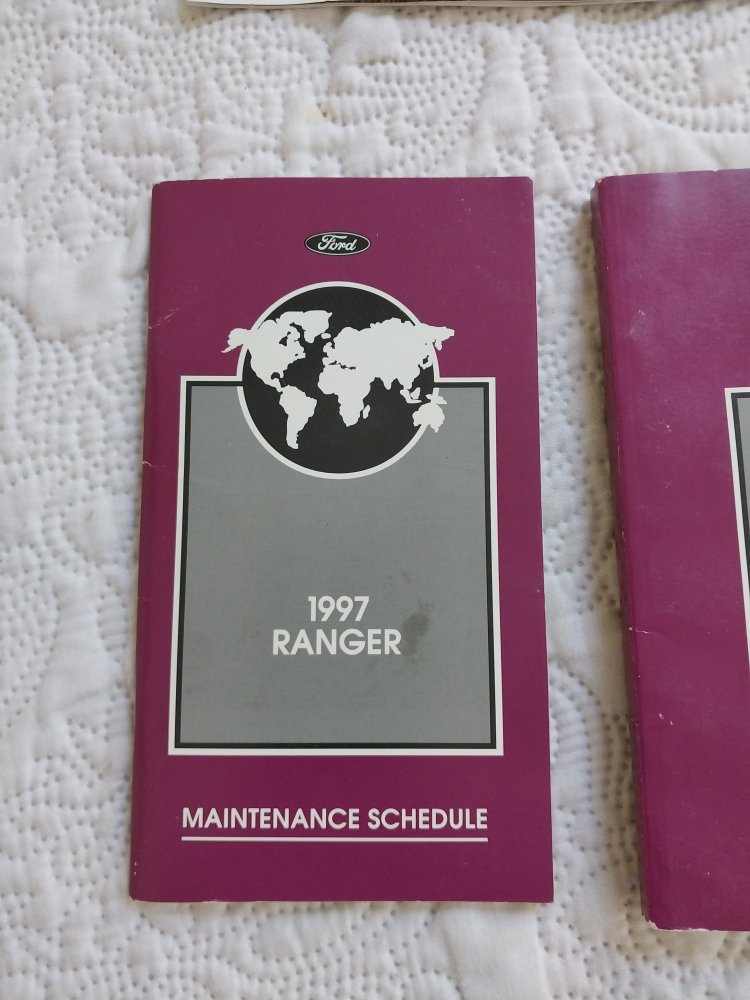 Ford
1997
RANGER
MAINTENANCE SCHEDULE